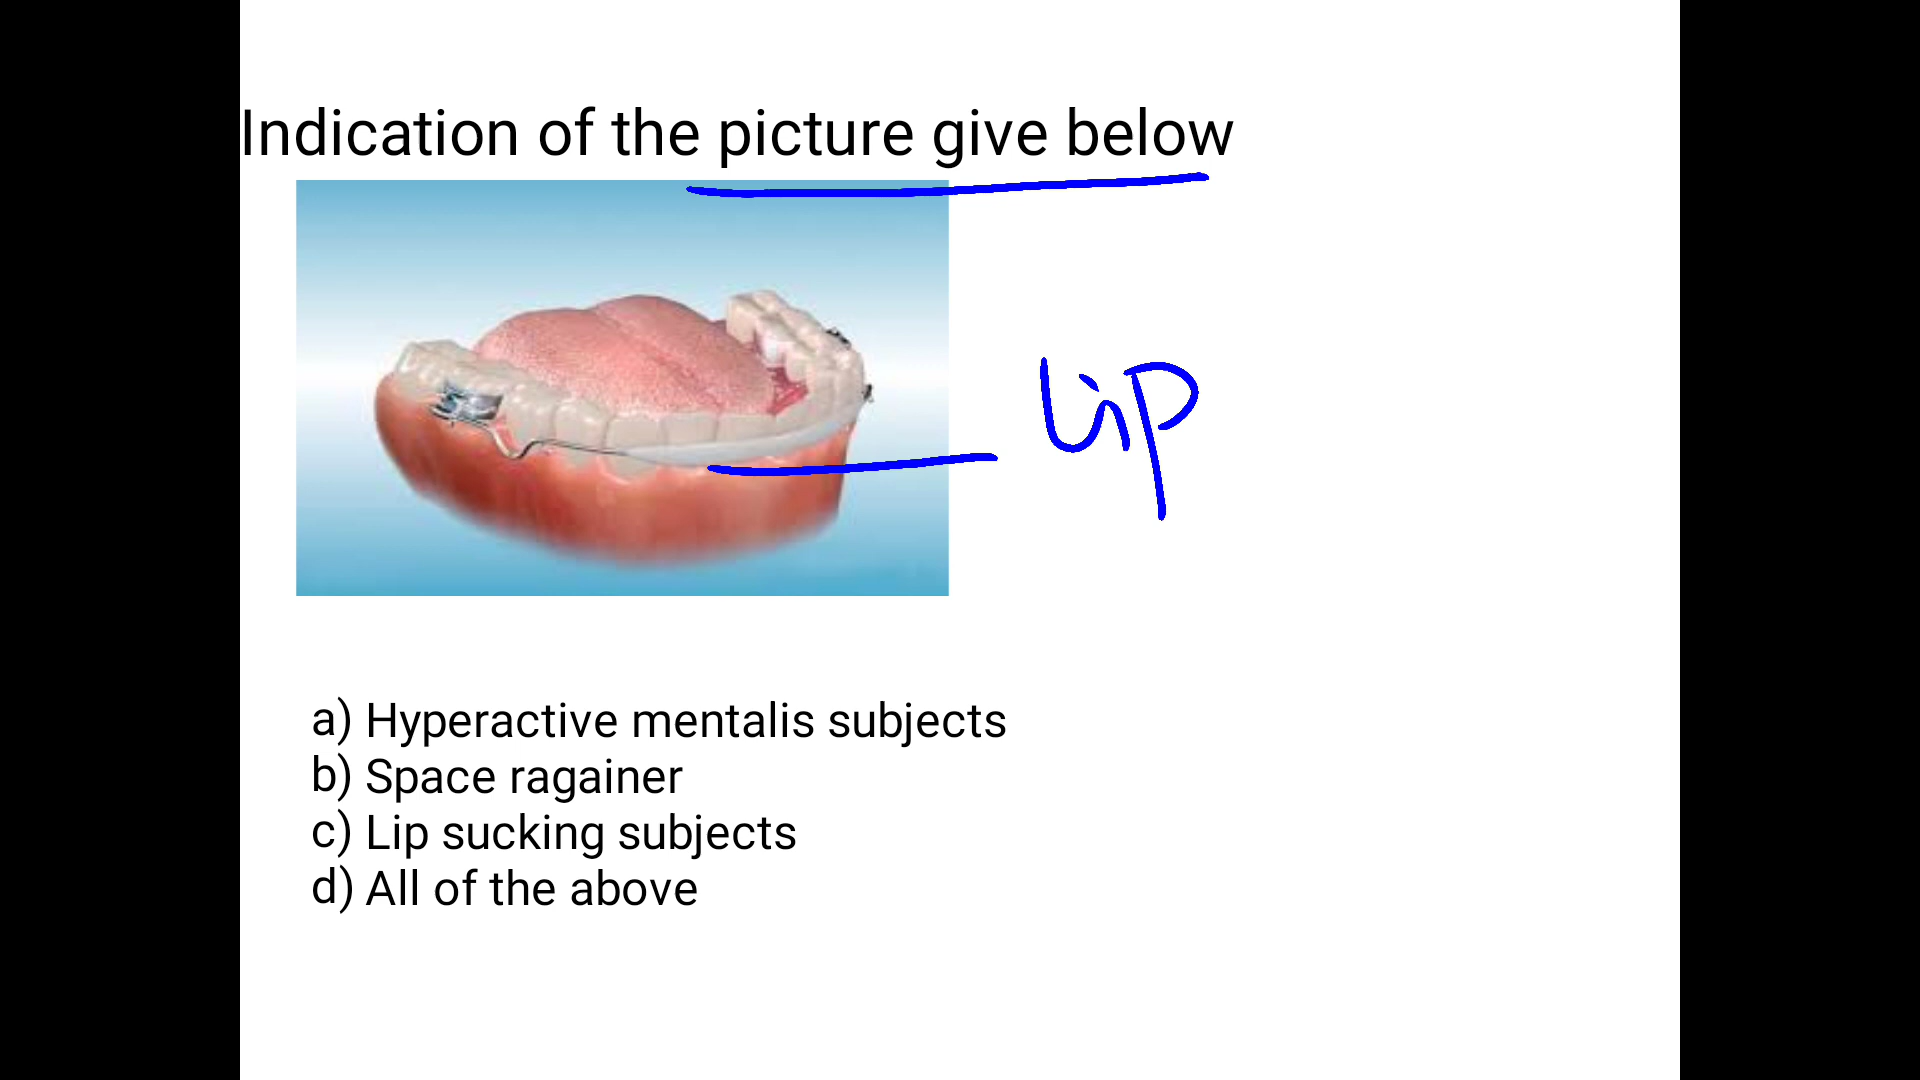 Indication of the picture give below
Lip
a) Hyperactive mentalis subjects
b) Space ragainer
c) Lip sucking subjects
d) All of the above